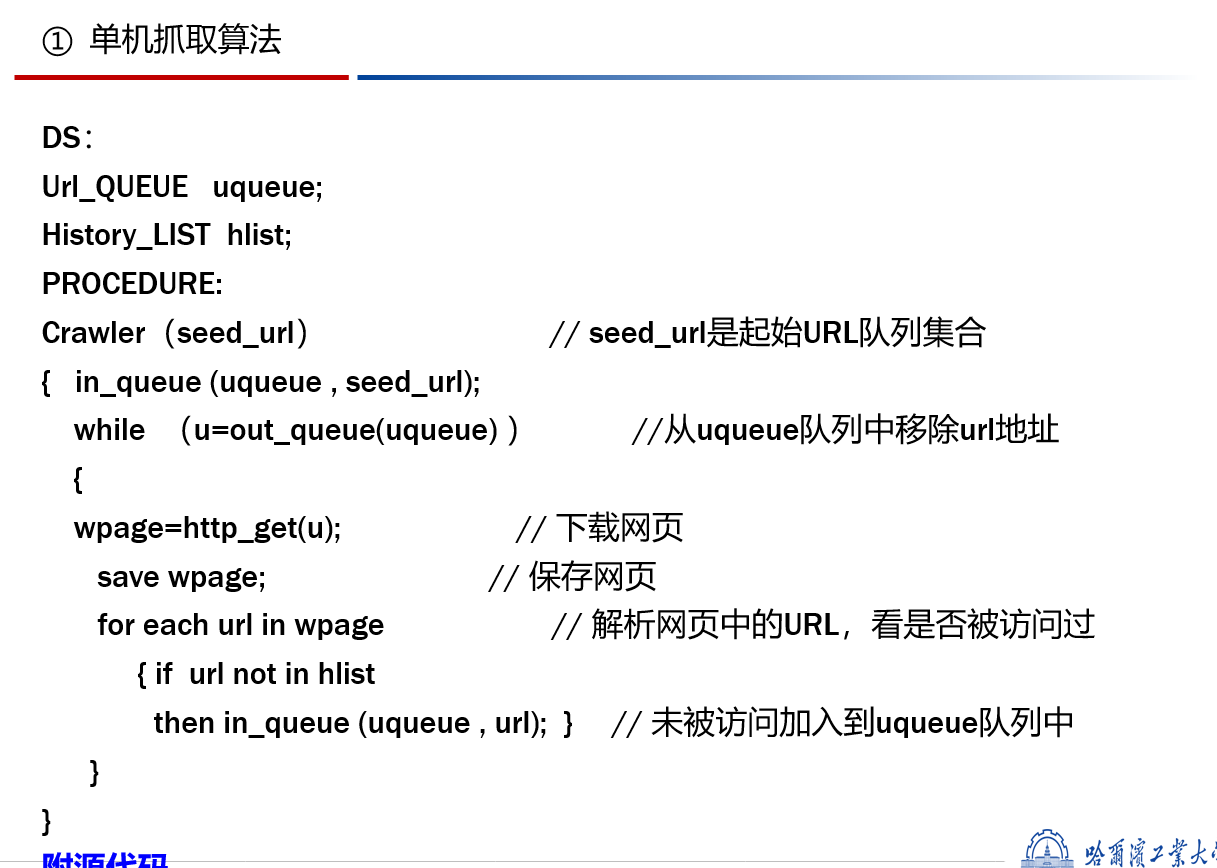 ① 单机抓取算法
DS：
Url_QUEUE uqueue;
History_LIST hlist;
PROCEDURE:
Crawler（seed_url） // seed_url是起始URL队列集合
{ in_queue (uqueue , seed_url);
while （u=out_queue(uqueue) ） //从uqueue队列中移除url地址
{
wpage=http_get(u); // 下载网页
save wpage; // 保存网页
for each url in wpage // 解析网页中的URL，看是否被访问过
{ if url not in hlist
then in_queue (uqueue , url); } // 未被访问加入到uqueue队列中
}
}
附源代码
哈尔滨工业大学